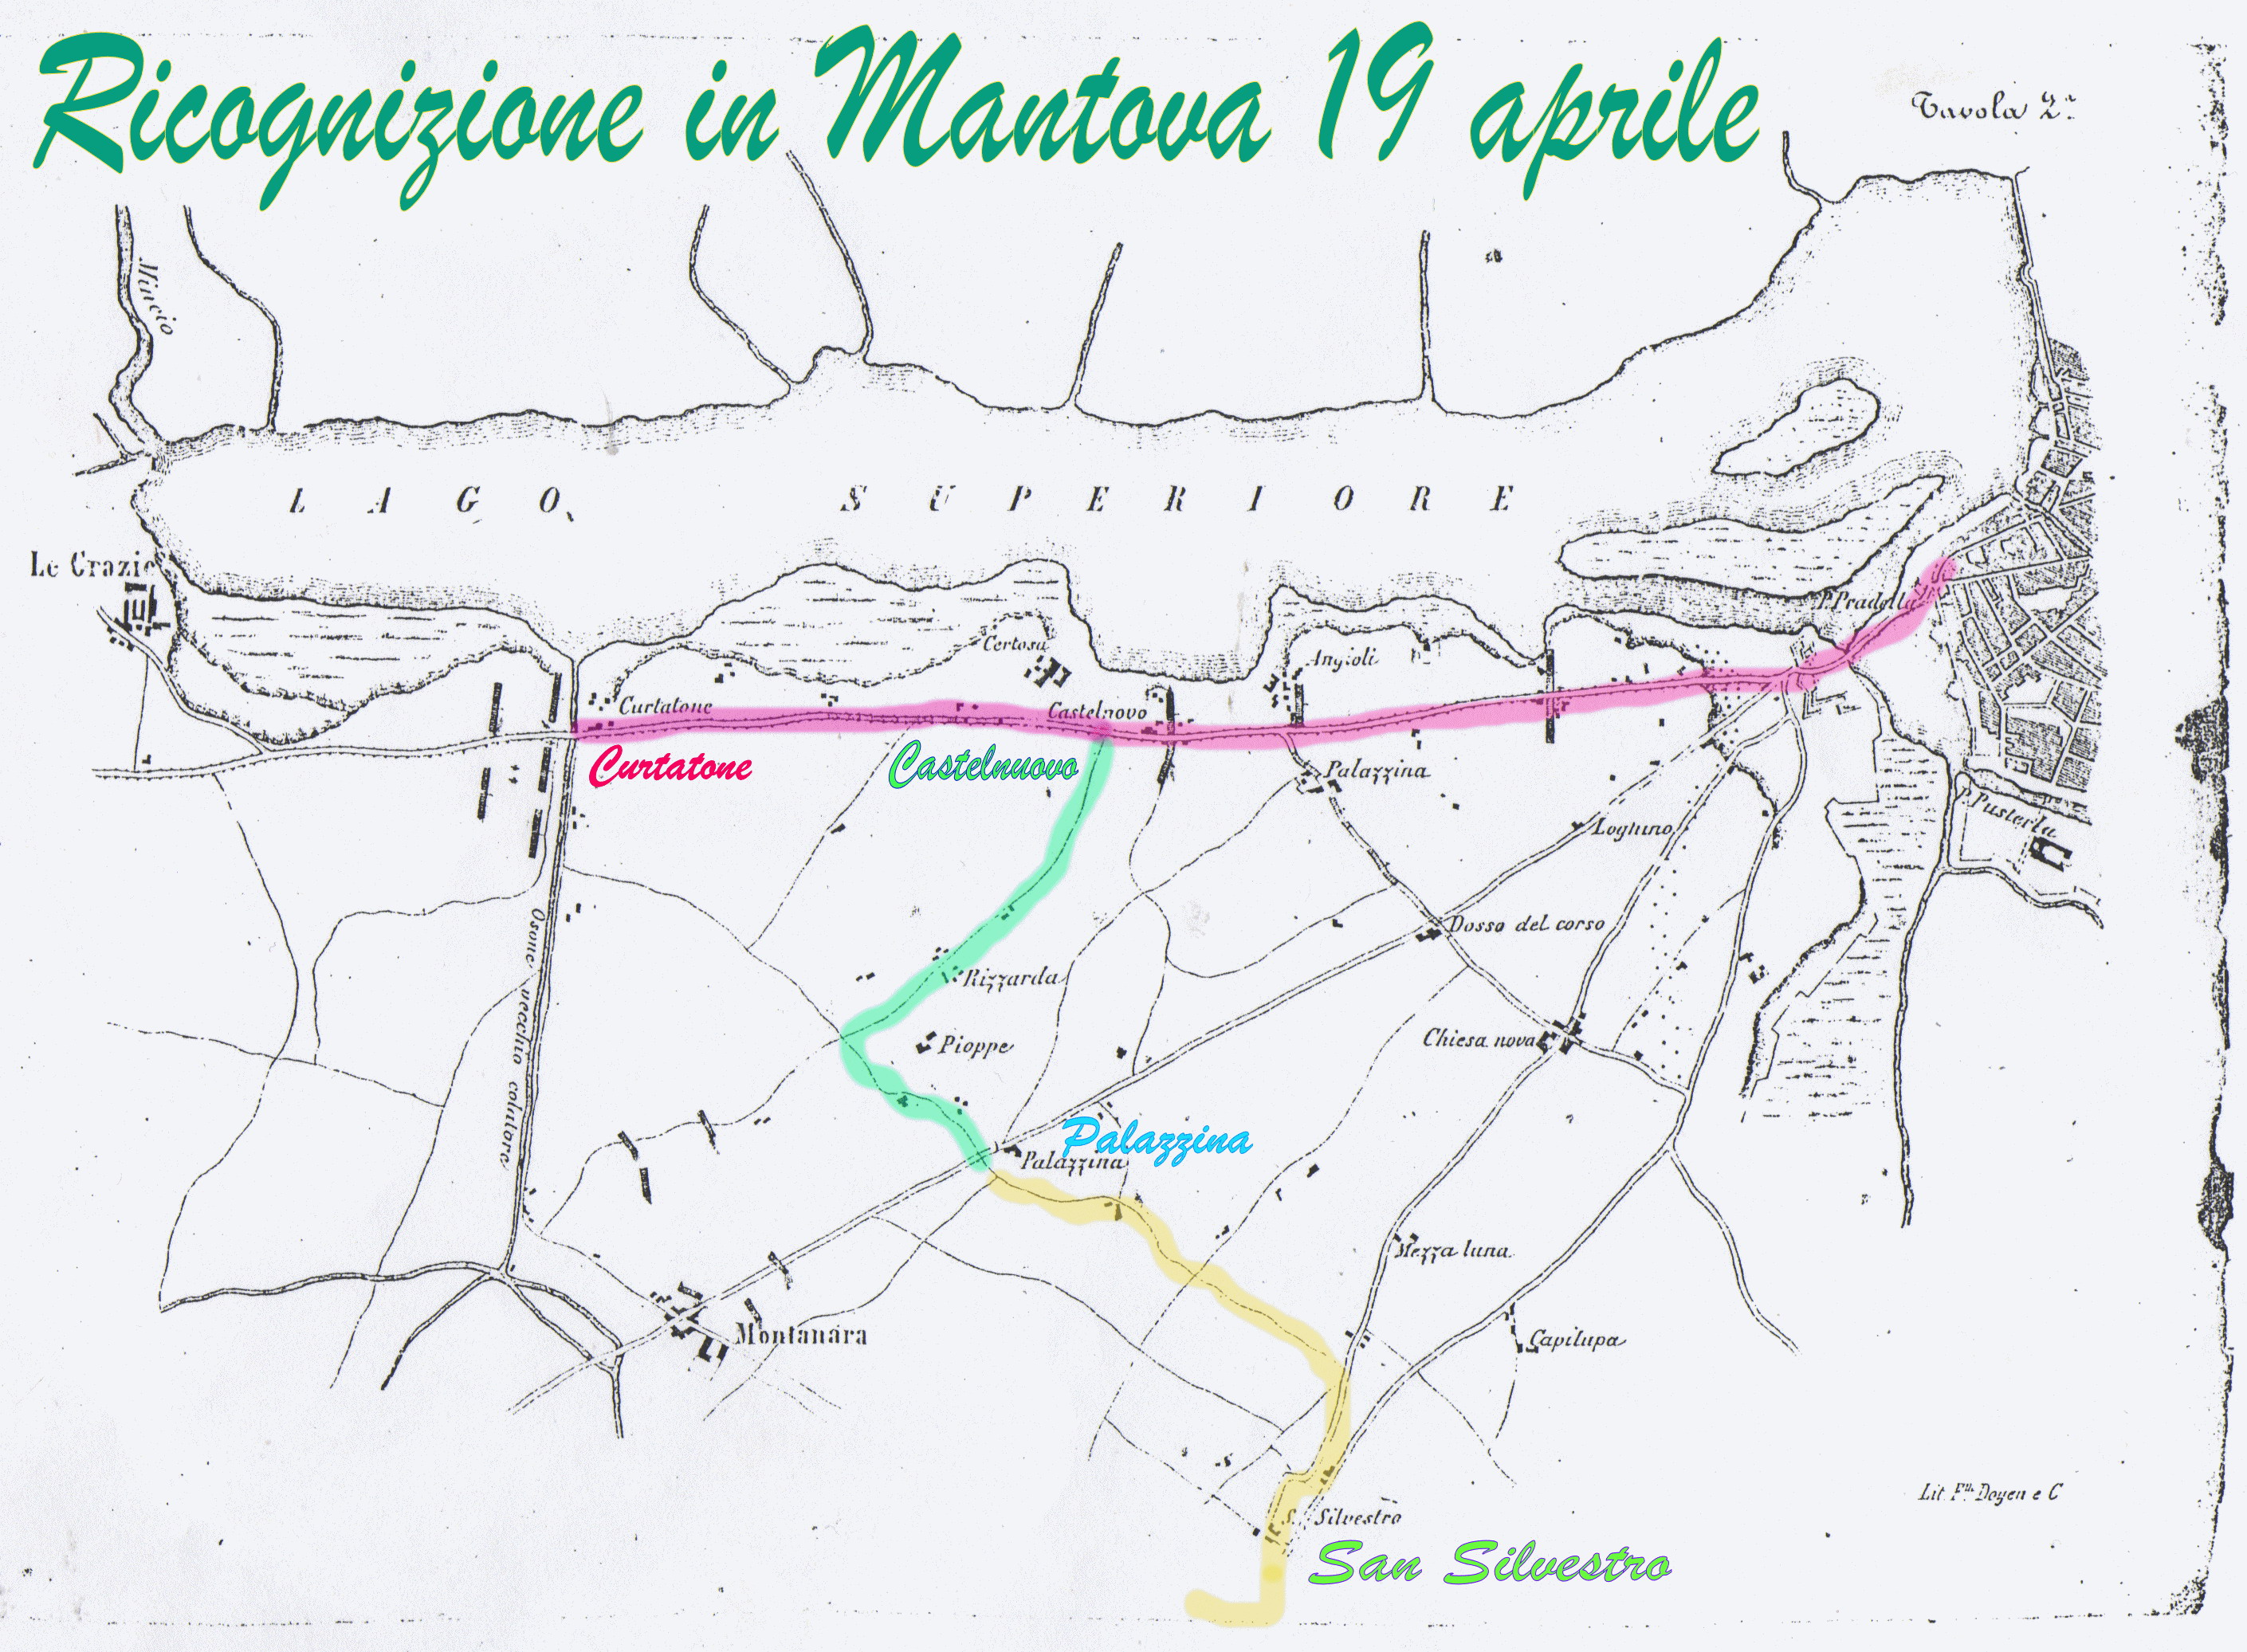 Ricognizione in Mantova 19 aprile
Tavola 2ª
Mincio
LAGO SUPERIORE
Le Grazie
P. Pradella
Certosa
Angioli
Curtatone
Castelnovo
Curtatone
Castelnuovo
Palazzina
P. Pusterla
Loghino
Dosso del corso
Osone vecchio colatore
Rizzarda
Pioppe
Chiesa nova
Palazzina
Palazzina
Mezza luna
Montanara
Capilupa
Lit. F.lli Doyen e C
S. Silvestro
San Silvestro